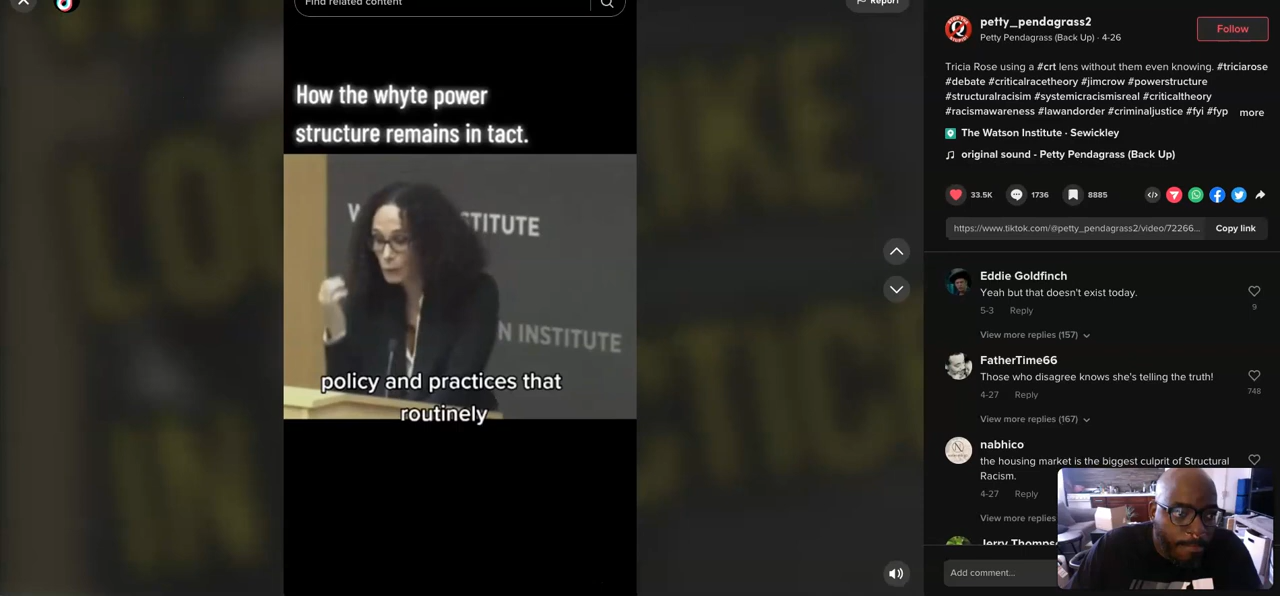 Find related content
Report
How the whyte power
structure remains in tact.
W
STITUTE
N INSTITUTE
policy and practices that
routinely
petty_pendagrass2
Petty Pendagrass (Back Up) · 4-26
Follow
Tricia Rose using a #crt lens without them even knowing. #triciarose
#debate #criticalracetheory #jimcrow #powerstructure
#structuralracisim #systemicracismisreal #criticaltheory
#racismawareness #lawandorder #criminaljustice #fyi #fyp more
The Watson Institute · Sewickley
original sound - Petty Pendagrass (Back Up)
33.5K
1736
8885
https://www.tiktok.com/@petty_pendagrass2/video/72266...
Copy link
Eddie Goldfinch
Yeah but that doesn't exist today.
5-3 Reply
9
View more replies (157)
FatherTime66
Those who disagree knows she's telling the truth!
4-27 Reply
748
View more replies (167)
nabhico
the housing market is the biggest culprit of Structural
Racism.
4-27 Reply
View more replies
Jerry Thomps
Add comment...